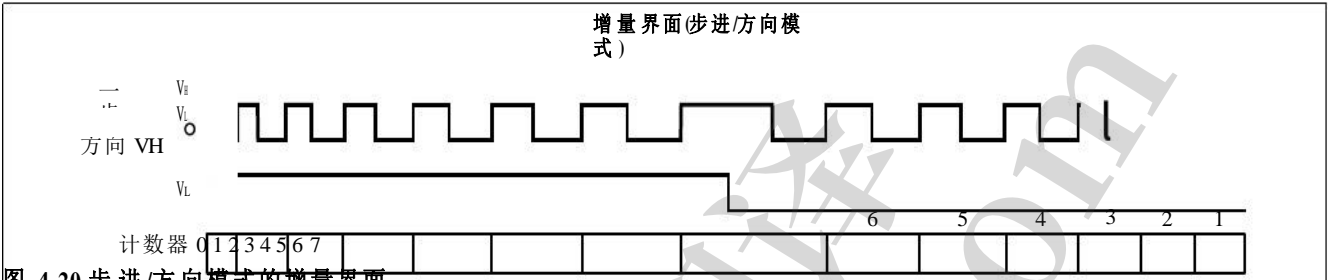 增量界面(步进/方向模
式)
一步
VH
VL
方向 VH
VL
6 5 4 3 2 1
计数器 0 1 2 3 4 5 6 7
图 4-20 步进/方向模式的增量界面